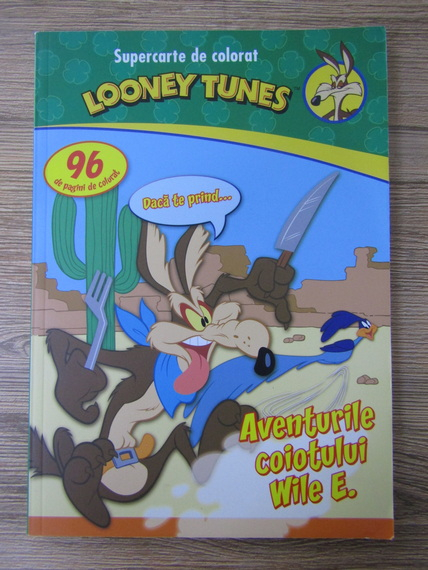 Supercarte de colorat
LOONEY TUNES
96
de pagini de colorat
Dacă te prind...
Aventurile
coiotului
Wile E.